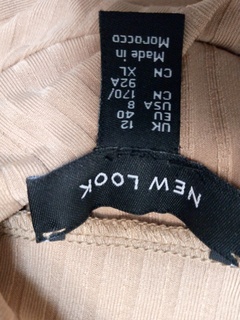 NEW LOOK
UK 12
EU 40
USA 8
CN 170/
92A
CN XL
Made in
Morocco